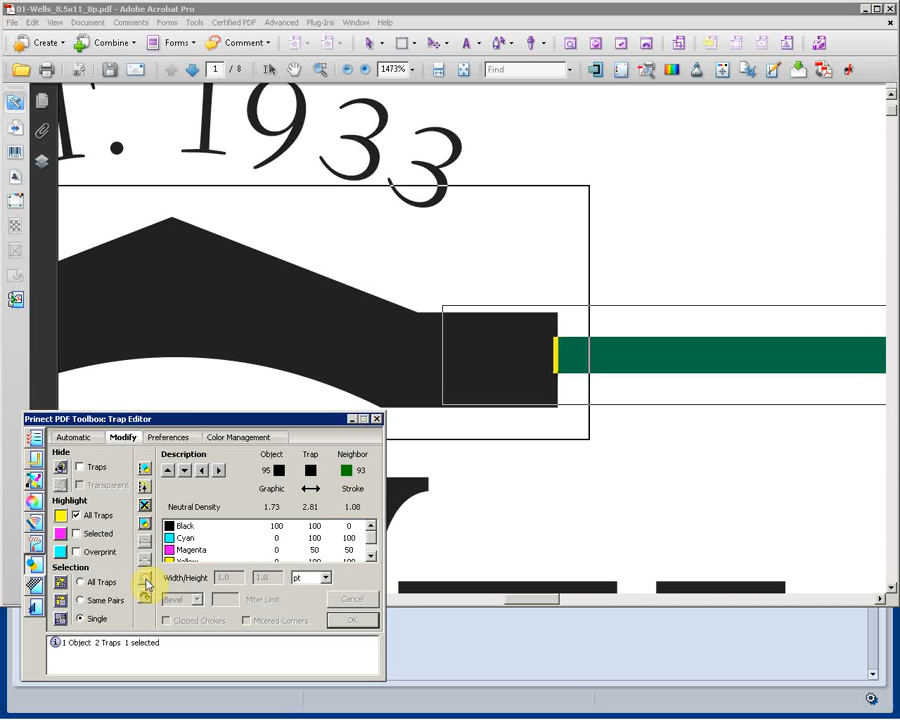 01-Wells_8.5x11_8p.pdf - Adobe Acrobat Pro
File Edit View Document Comments Forms Tools Certified PDF Advanced Plug-Ins Window Help
Create Combine Forms Comment
1 / 8 1473% Find
T. 1933
Prinect PDF Toolbox: Trap Editor
Automatic Modify Preferences Color Management
Hide
Traps
Transparent
Highlight
All Traps
Selected
Overprint
Selection
All Traps
Same Pairs
Single
Description Object Trap Neighbor
95 93
Graphic Stroke
Neutral Density 1.73 2.81 1.08
Black 100 100 0
Cyan 0 100 100
Magenta 0 50 50
Width/Height 1.0 1.0 pt
Bevel Miter Limit Cancel
Clipped Chokes Mitered Corners OK
1 Object 2 Traps 1 selected